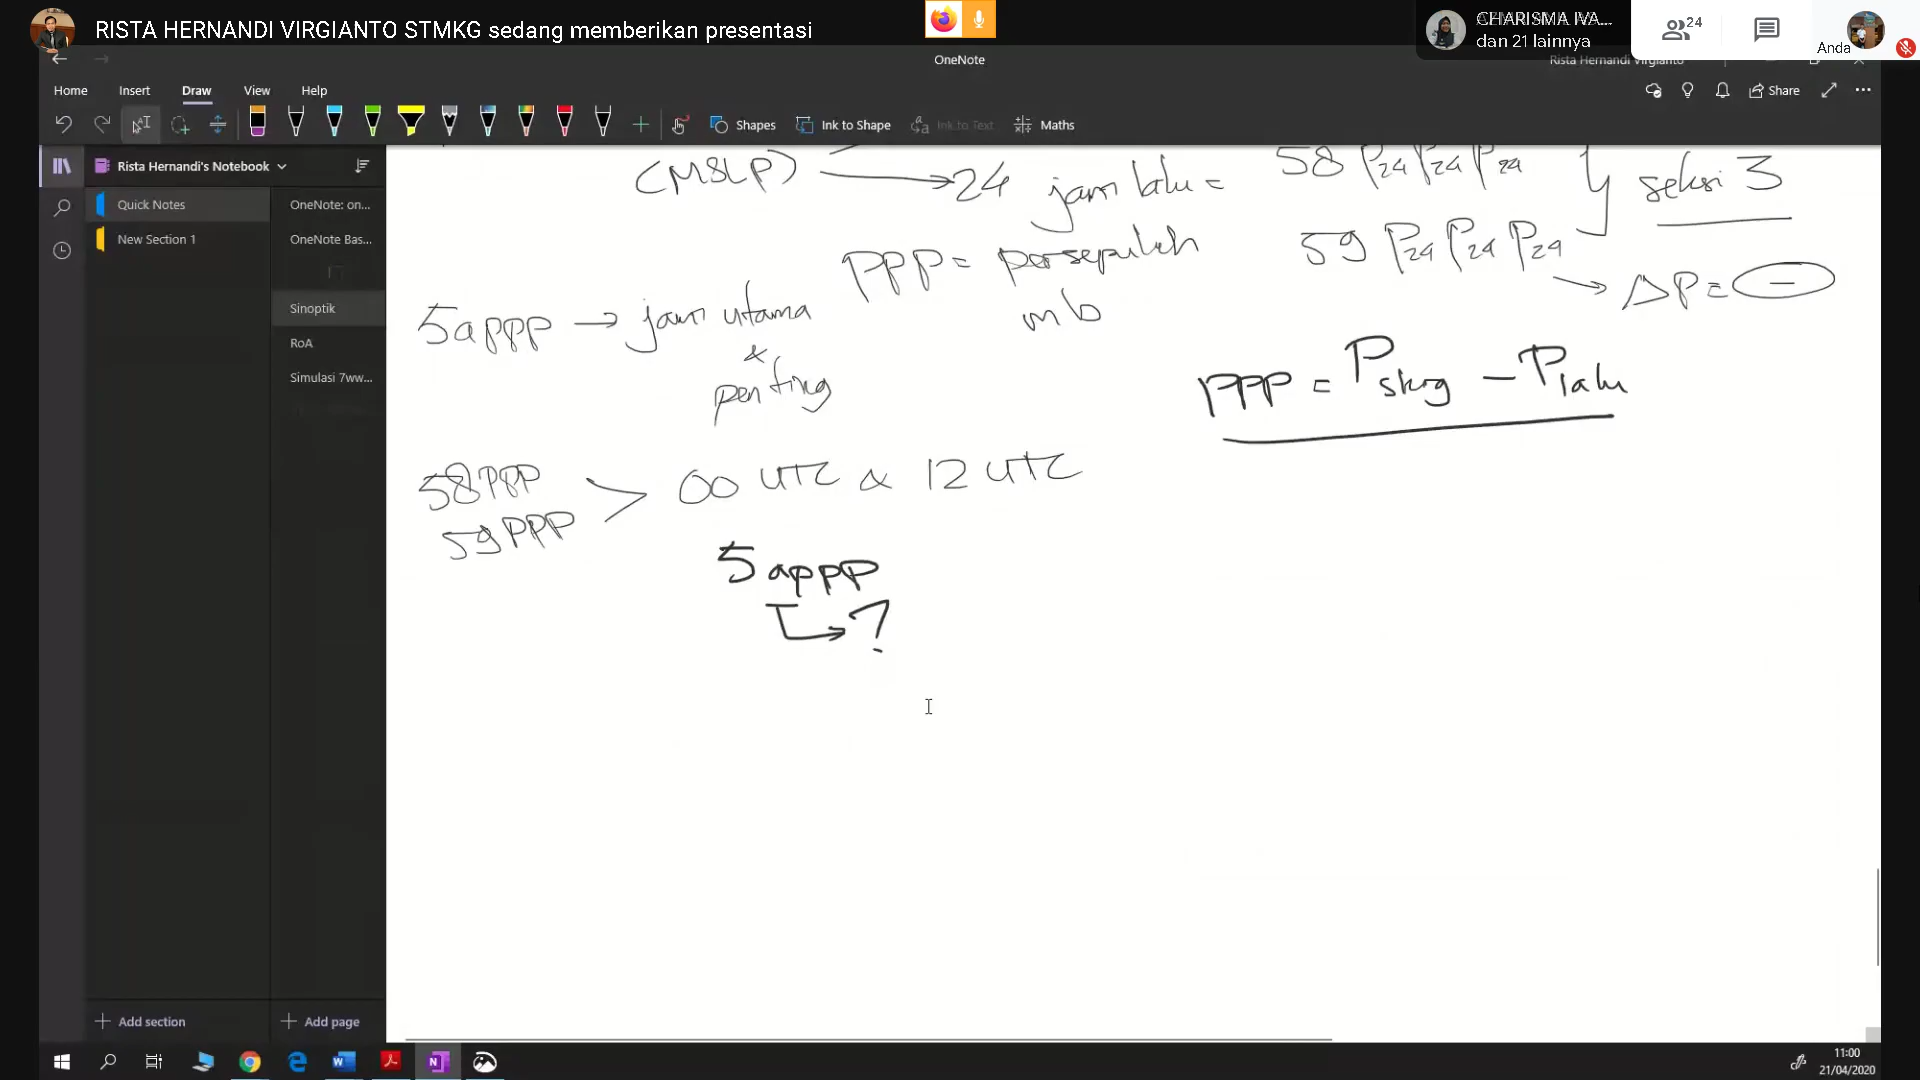 RISTA HERNANDI VIRGIANTO STMKG sedang memberikan presentasi
CHARISMA IVA...
dan 21 lainnya
24
Anda
OneNote
Rista Hernandi Virgianto
Home Insert Draw View Help
Share
Shapes Ink to Shape Ink to Text Maths
Rista Hernandi's Notebook
Quick Notes
New Section 1
OneNote: on...
OneNote Bas...
Sinoptik
RoA
Simulasi 7ww...
(MSLP) → 24 jam lalu = 58 P24 P24 P24
59 P24 P24 P24
seksi 3
→ ΔP = −
ppp = persepuluh
mb
5appp → jam utama
&
penting
ppp = Pskrg − Plalu
58PPP
59PPP
> 00 UTC & 12 UTC
5appp
→ ?
Add section
Add page
11:00
21/04/2020